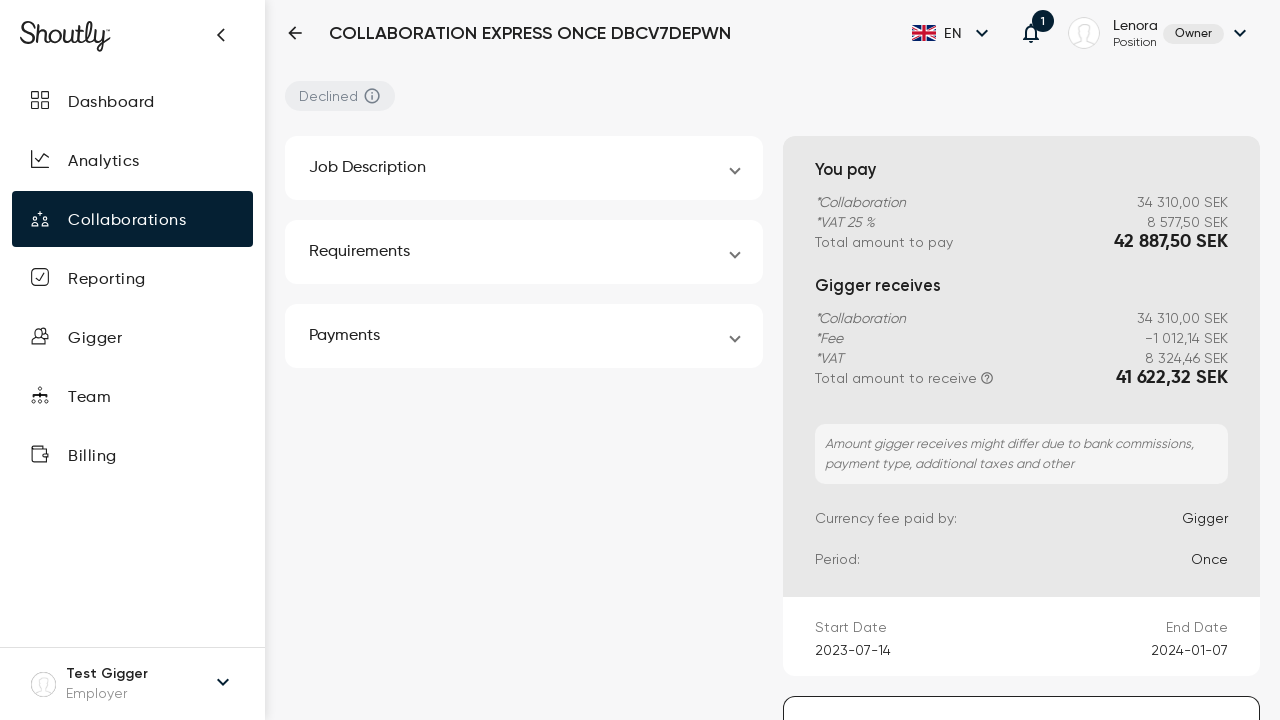 Shoutly
Dashboard
Analytics
Collaborations
Reporting
Gigger
Team
Billing
Test Gigger
Employer
COLLABORATION EXPRESS ONCE DBCV7DEPWN
EN
1
Lenora
Position
Owner
Declined
Job Description
Requirements
Payments
You pay
*Collaboration 34 310,00 SEK
*VAT 25 % 8 577,50 SEK
Total amount to pay 42 887,50 SEK
Gigger receives
*Collaboration 34 310,00 SEK
*Fee −1 012,14 SEK
*VAT 8 324,46 SEK
Total amount to receive 41 622,32 SEK
Amount gigger receives might differ due to bank commissions,
payment type, additional taxes and other
Currency fee paid by: Gigger
Period: Once
Start Date End Date
2023-07-14 2024-01-07